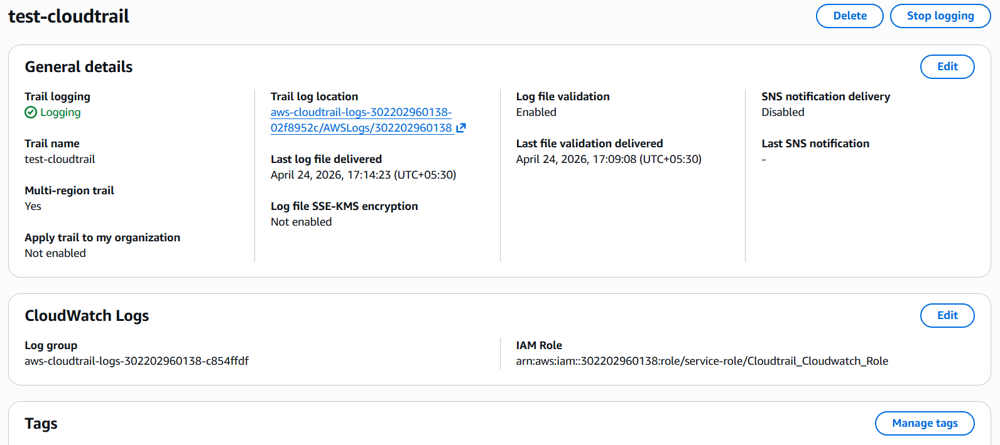 test-cloudtrail
Delete
Stop logging
General details
Edit
Trail logging
Logging
Trail name
test-cloudtrail
Multi-region trail
Yes
Apply trail to my organization
Not enabled
Trail log location
aws-cloudtrail-logs-302202960138-
02f8952c/AWSLogs/302202960138
Last log file delivered
April 24, 2026, 17:14:23 (UTC+05:30)
Log file SSE-KMS encryption
Not enabled
Log file validation
Enabled
Last file validation delivered
April 24, 2026, 17:09:08 (UTC+05:30)
SNS notification delivery
Disabled
Last SNS notification
-
CloudWatch Logs
Edit
Log group
aws-cloudtrail-logs-302202960138-c854ffdf
IAM Role
arn:aws:iam::302202960138:role/service-role/Cloudtrail_Cloudwatch_Role
Tags
Manage tags